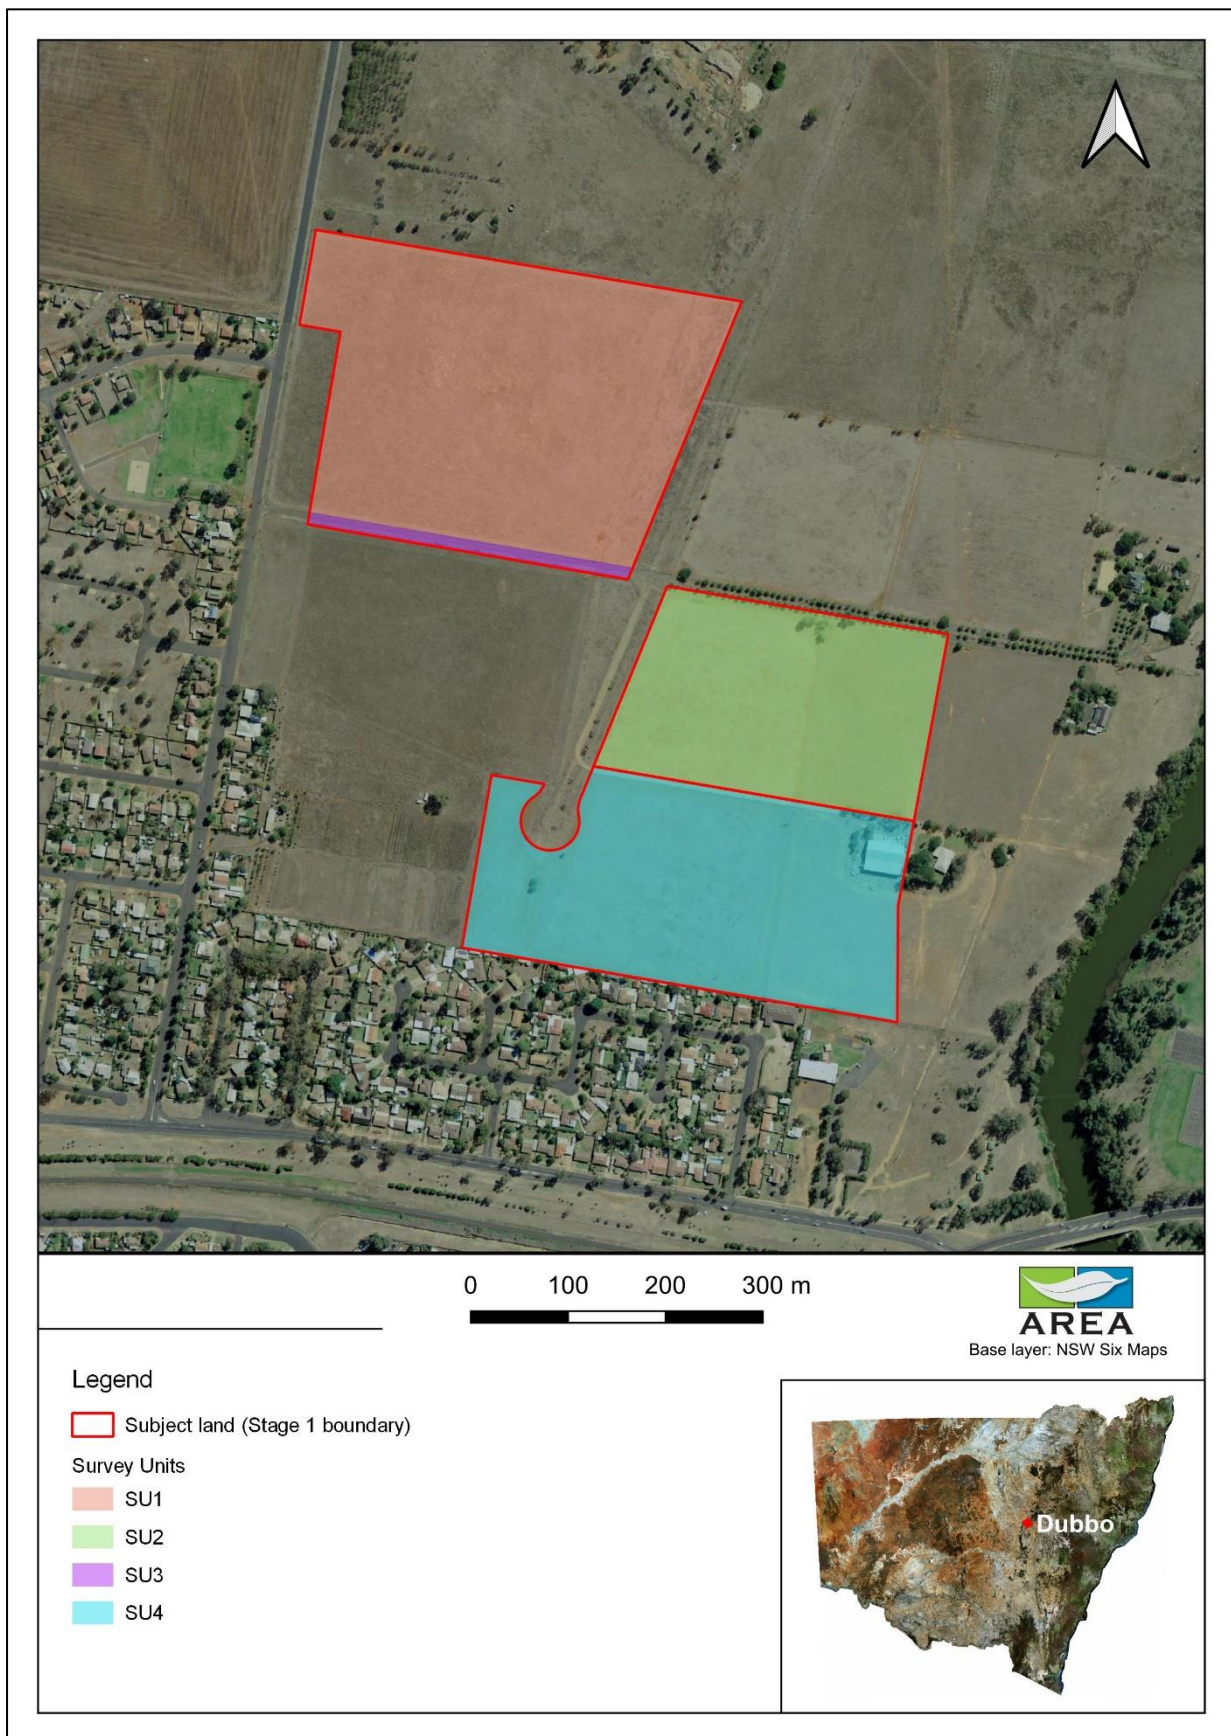 0 100 200 300 m
AREA
Base layer: NSW Six Maps
Legend
Subject land (Stage 1 boundary)
Survey Units
SU1
SU2
SU3
SU4
Dubbo